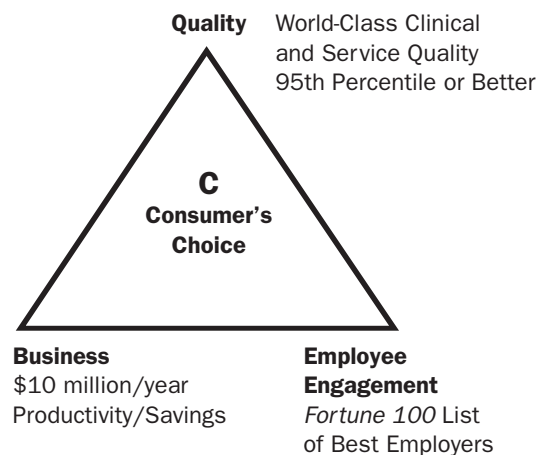 Quality World-Class Clinical
and Service Quality
95th Percentile or Better
C
Consumer's
Choice
Business
$10 million/year
Productivity/Savings
Employee
Engagement
Fortune 100 List
of Best Employers